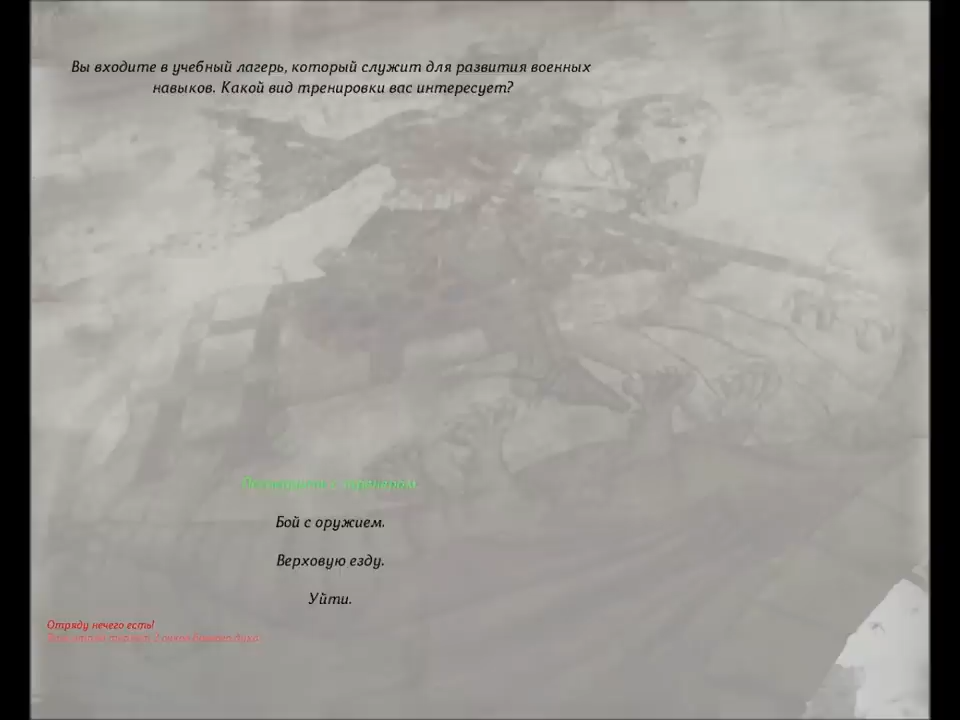 Вы входите в учебный лагерь, который служит для развития военных
навыков. Какой вид тренировки вас интересует?
с тренером.
Бой с оружием.
Верховую езду.
Уйти.
Отряду нечего есть!